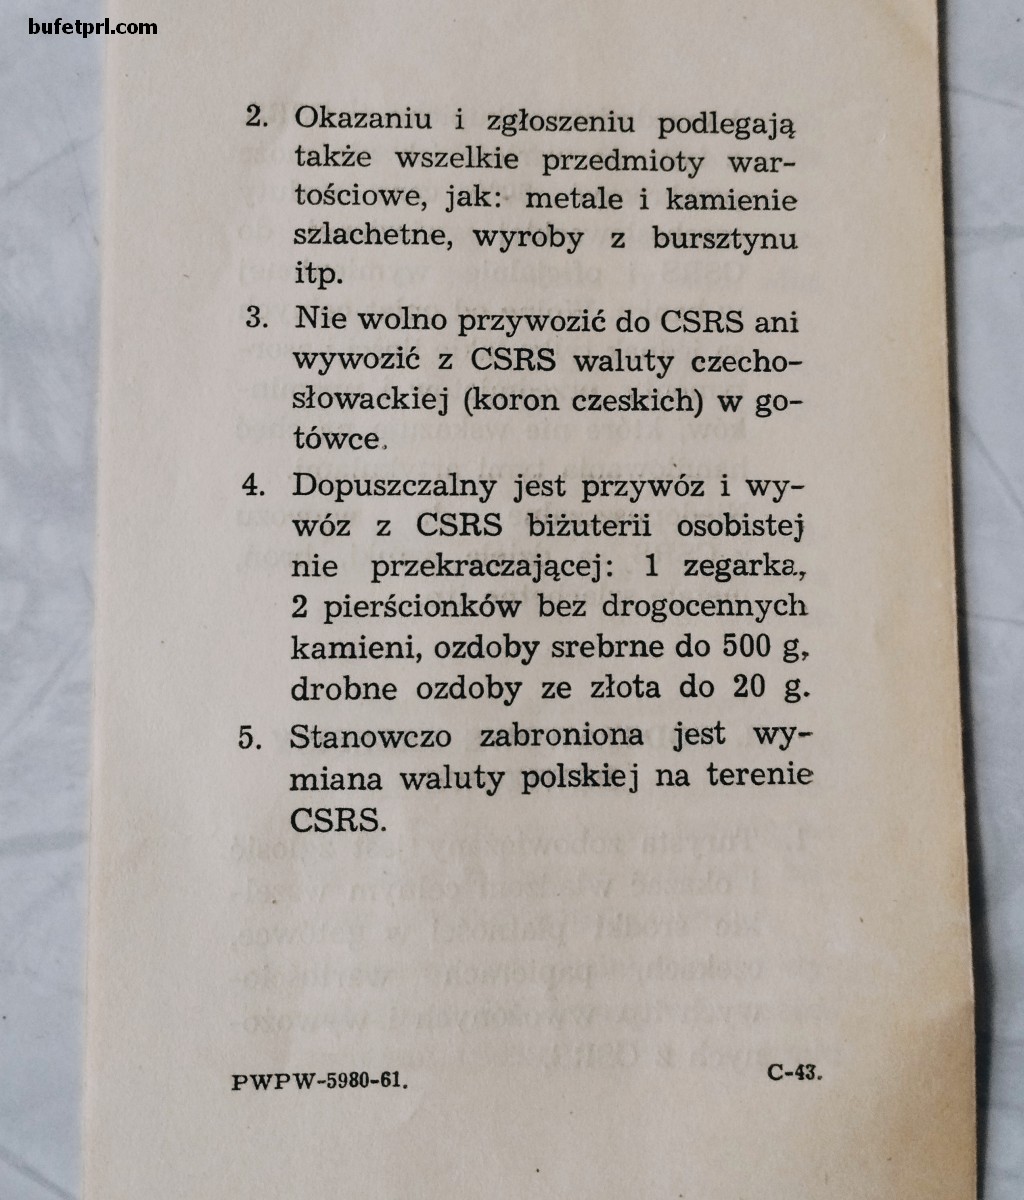 bufetprl.com
2. Okazaniu i zgłoszeniu podlegają
także wszelkie przedmioty war-
tościowe, jak: metale i kamienie
szlachetne, wyroby z bursztynu
itp.
3. Nie wolno przywozić do CSRS ani
wywozić z CSRS waluty czecho-
słowackiej (koron czeskich) w go-
tówce.
4. Dopuszczalny jest przywóz i wy-
wóz z CSRS biżuterii osobistej
nie przekraczającej: 1 zegarka,
2 pierścionków bez drogocennych
kamieni, ozdoby srebrne do 500 g,
drobne ozdoby ze złota do 20 g.
5. Stanowczo zabroniona jest wy-
miana waluty polskiej na terenie
CSRS.
PWPW-5980-61. C-43.